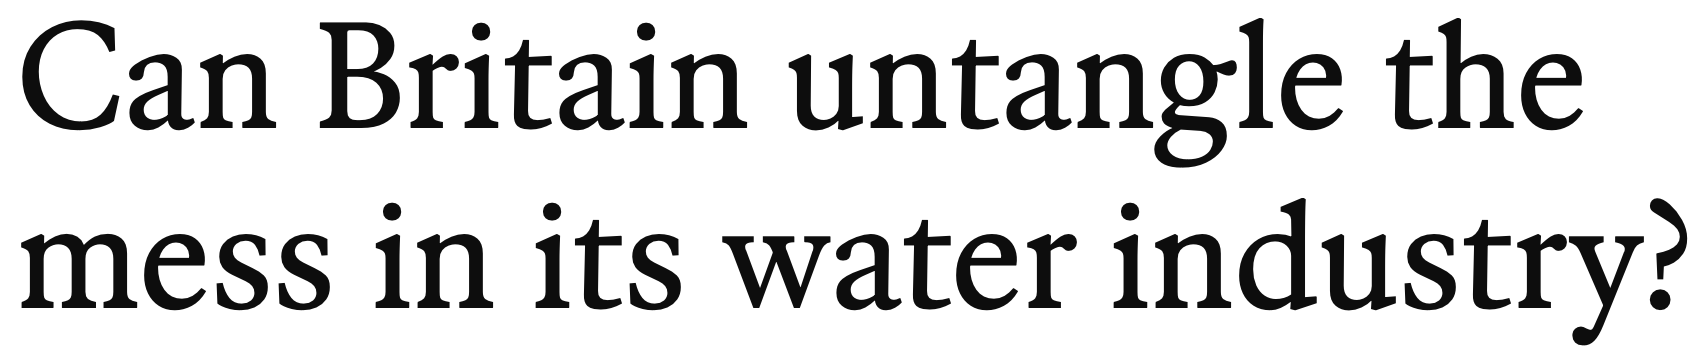 Can Britain untangle the
mess in its water industry?